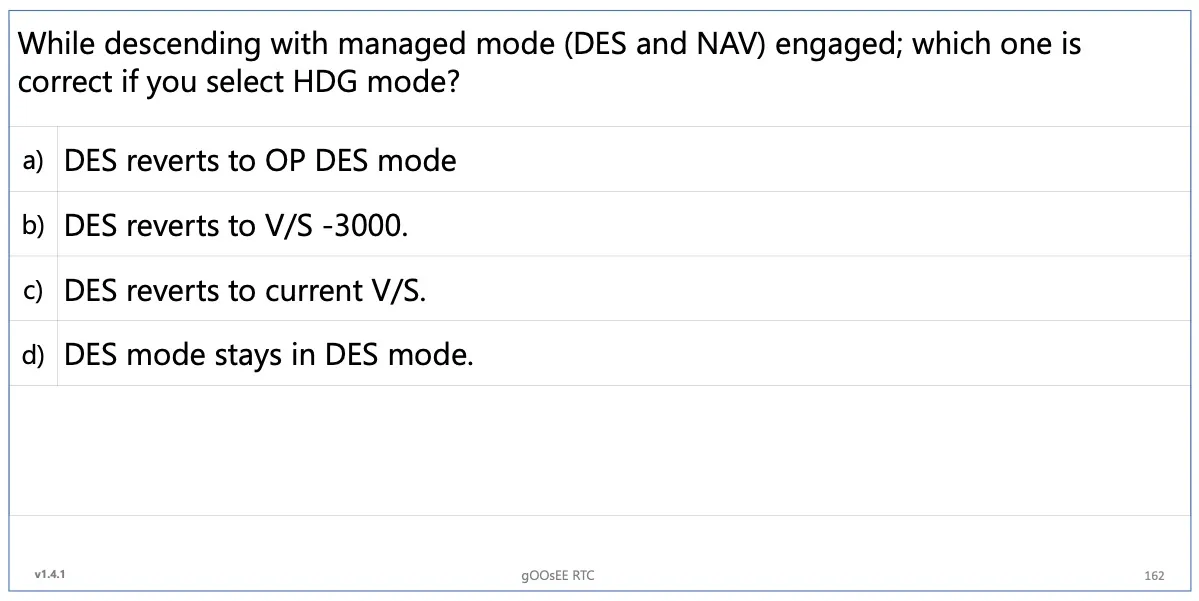 While descending with managed mode (DES and NAV) engaged; which one is
correct if you select HDG mode?
a) DES reverts to OP DES mode
b) DES reverts to V/S -3000.
c) DES reverts to current V/S.
d) DES mode stays in DES mode.
v1.4.1 gOOsEE RTC 162